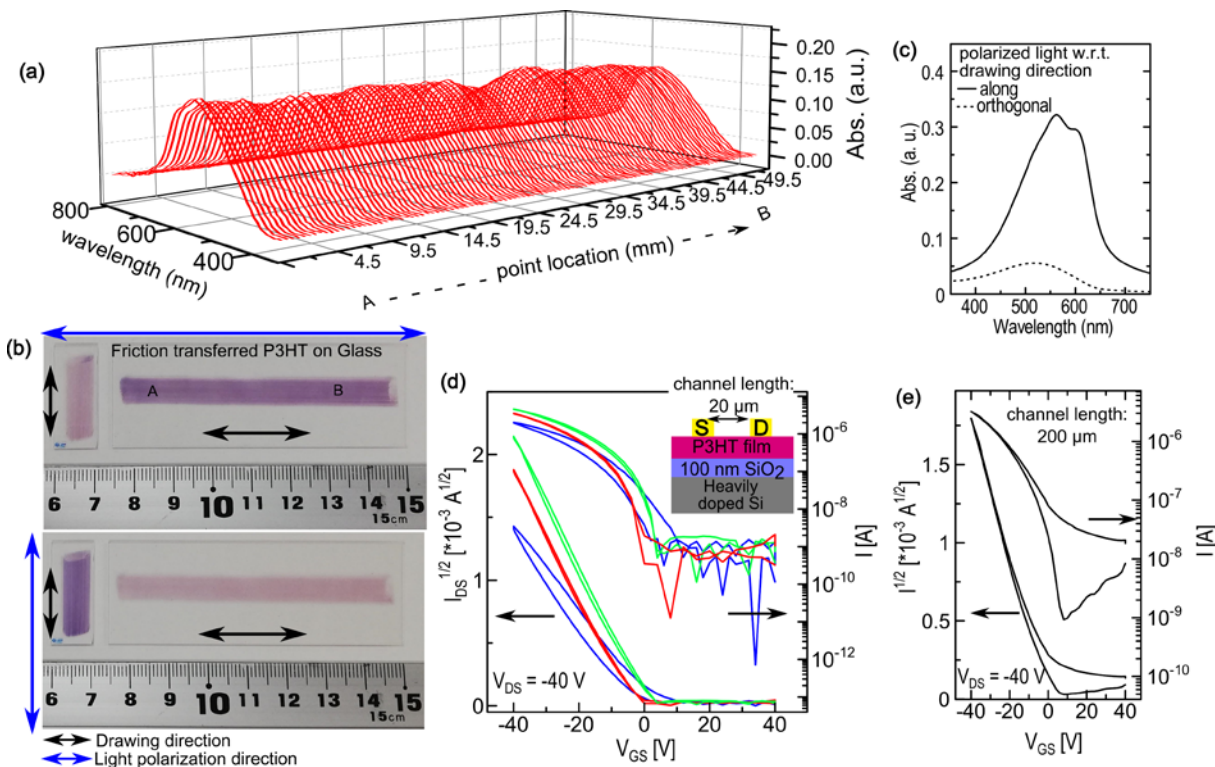 (a)
0.20
0.15
0.10
0.05
0.00
Abs. (a.u.)
800
600
400
wavelength (nm)
4.5
9.5
14.5
19.5
24.5
29.5
34.5
39.5
44.5
49.5
A point location (mm) B
(c)
polarized light w.r.t.
drawing direction
along
orthogonal
0.4
0.3
0.2
0.1
0
Abs. (a. u.)
400 500 600 700
Wavelength (nm)
(b)
Friction transferred P3HT on Glass
A B
6 7 8 9 10 11 12 13 14 15
15cm
6 7 8 9 10 11 12 13 14 15
15cm
Drawing direction
Light polarization direction
(d)
channel length:
20 µm
S D
P3HT film
100 nm SiO2
Heavily
doped Si
2
1
0
IDS^1/2 [*10^-3 A^1/2]
10^-6
10^-8
10^-10
10^-12
I [A]
VDS = -40 V
-40 -20 0 20 40
VGS [V]
(e)
channel length:
200 µm
1.5
1
0.5
0
I^1/2 [*10^-3 A^1/2]
10^-5
10^-6
10^-7
10^-8
10^-9
10^-10
I [A]
VDS = -40 V
-40 -20 0 20 40
VGS [V]